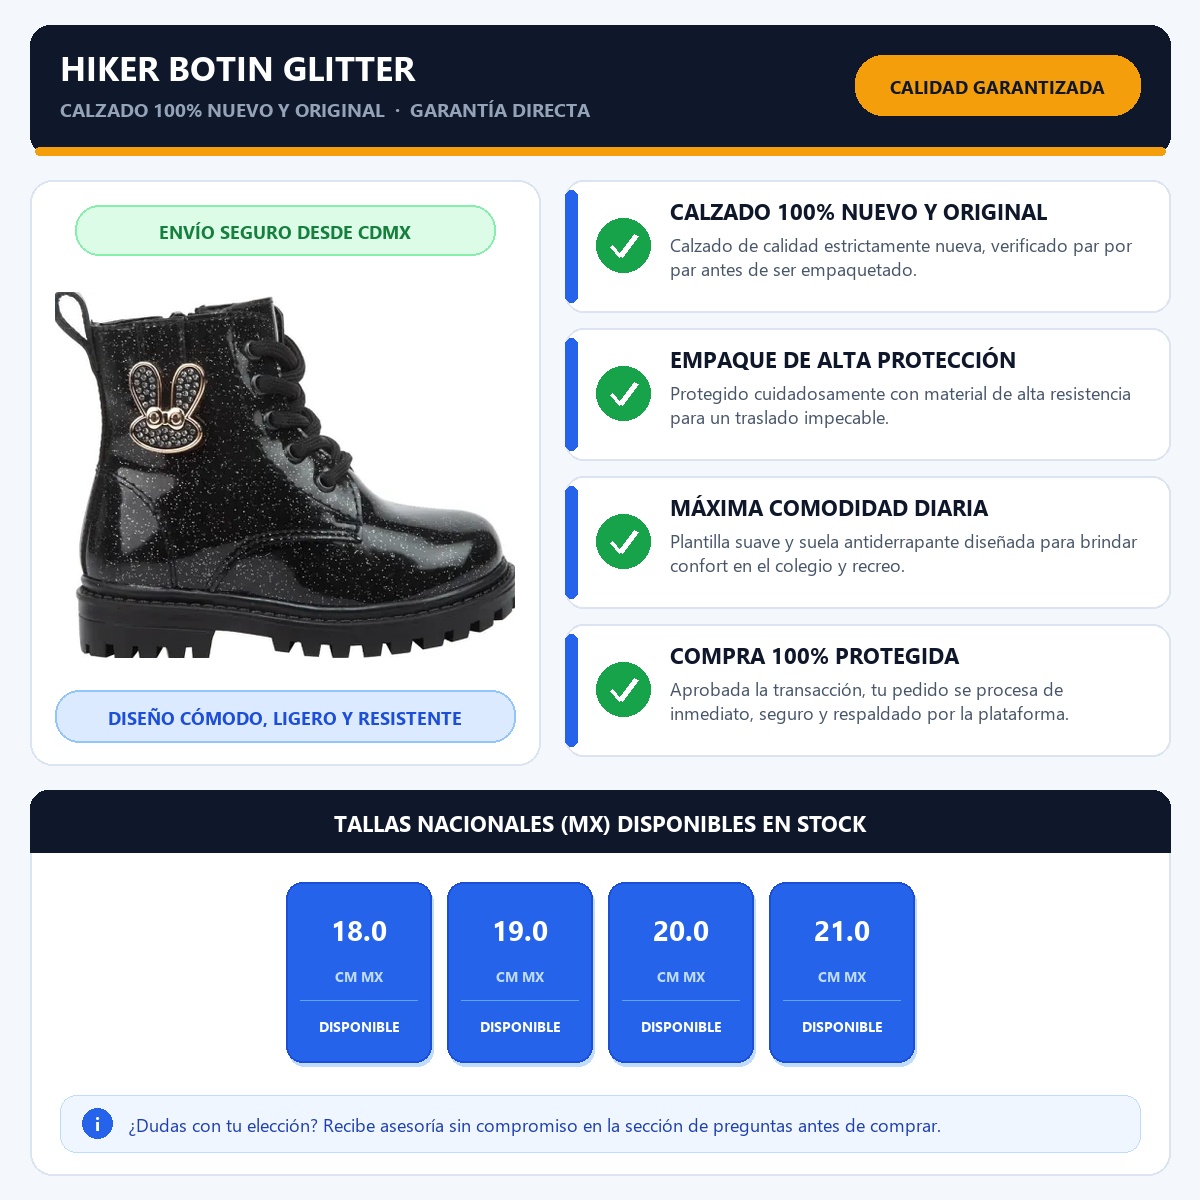 HIKER BOTIN GLITTER
CALZADO 100% NUEVO Y ORIGINAL · GARANTÍA DIRECTA
CALIDAD GARANTIZADA
ENVÍO SEGURO DESDE CDMX
DISEÑO CÓMODO, LIGERO Y RESISTENTE
CALZADO 100% NUEVO Y ORIGINAL
Calzado de calidad estrictamente nueva, verificado par por
par antes de ser empaquetado.
EMPAQUE DE ALTA PROTECCIÓN
Protegido cuidadosamente con material de alta resistencia
para un traslado impecable.
MÁXIMA COMODIDAD DIARIA
Plantilla suave y suela antiderrapante diseñada para brindar
confort en el colegio y recreo.
COMPRA 100% PROTEGIDA
Aprobada la transacción, tu pedido se procesa de
inmediato, seguro y respaldado por la plataforma.
TALLAS NACIONALES (MX) DISPONIBLES EN STOCK
18.0
CM MX
DISPONIBLE
19.0
CM MX
DISPONIBLE
20.0
CM MX
DISPONIBLE
21.0
CM MX
DISPONIBLE
¿Dudas con tu elección? Recibe asesoría sin compromiso en la sección de preguntas antes de comprar.